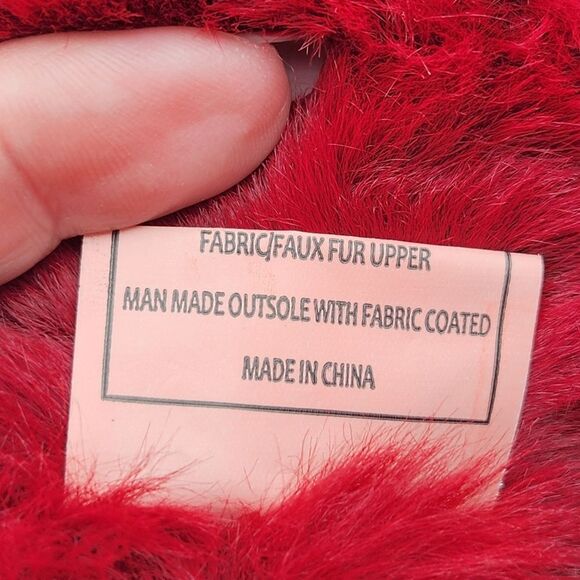 FABRIC/FAUX FUR UPPER
MAN MADE OUTSOLE WITH FABRIC COATED
MADE IN CHINA